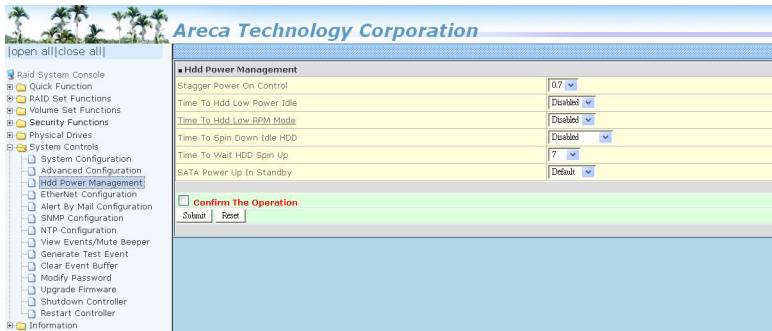 Areca Technology Corporation
|open all|close all|
Raid System Console
Quick Function
RAID Set Functions
Volume Set Functions
Security Functions
Physical Drives
System Controls
System Configuration
Advanced Configuration
Hdd Power Management
EtherNet Configuration
Alert By Mail Configuration
SNMP Configuration
NTP Configuration
View Events/Mute Beeper
Generate Test Event
Clear Event Buffer
Modify Password
Upgrade Firmware
Shutdown Controller
Restart Controller
Information
Hdd Power Management
Stagger Power On Control 0.7
Time To Hdd Low Power Idle Disabled
Time To Hdd Low RPM Mode Disabled
Time To Spin Down Idle HDD Disabled
Time To Wait HDD Spin Up 7
SATA Power Up In Standby Default
Confirm The Operation
Submit Reset